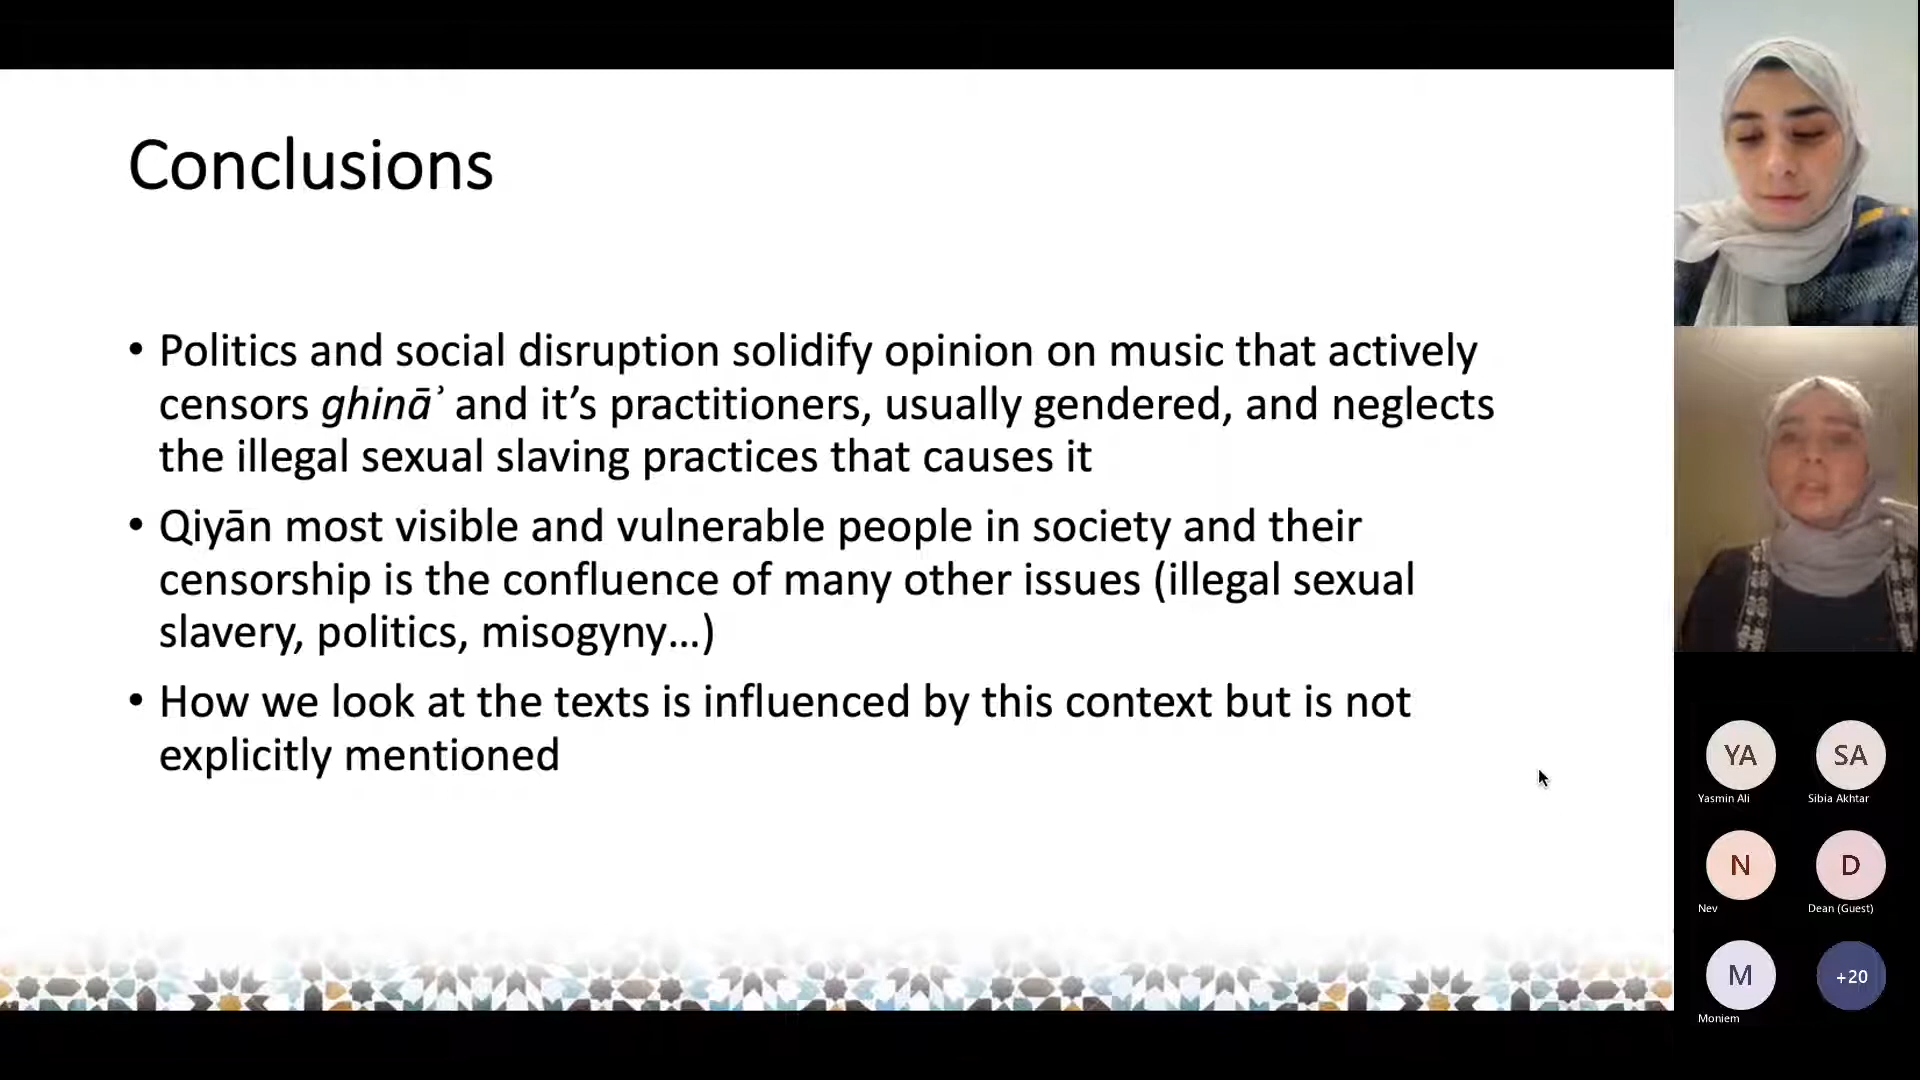 Conclusions
• Politics and social disruption solidify opinion on music that actively
censors ghināʾ and it’s practitioners, usually gendered, and neglects
the illegal sexual slaving practices that causes it
• Qiyān most visible and vulnerable people in society and their
censorship is the confluence of many other issues (illegal sexual
slavery, politics, misogyny...)
• How we look at the texts is influenced by this context but is not
explicitly mentioned
YA
Yasmin Ali
SA
Sibia Akhtar
N
Nev
D
Dean (Guest)
M
Moniem
+20